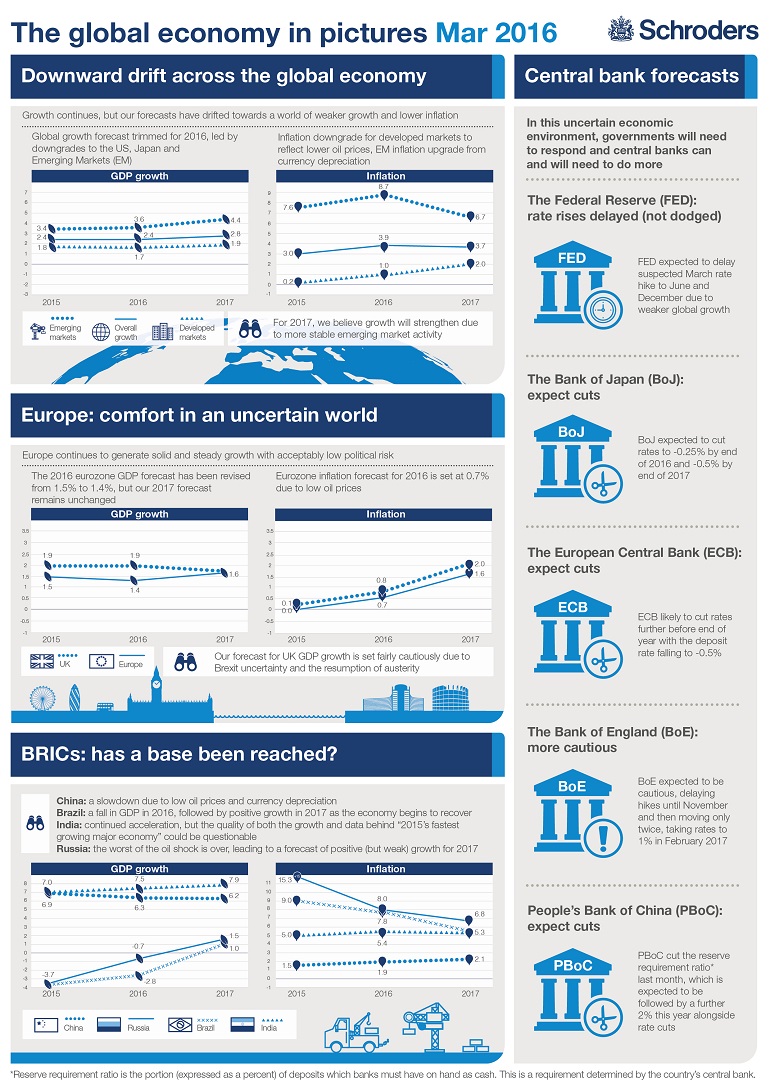 The global economy in pictures Mar 2016
Schroders
Downward drift across the global economy
Growth continues, but our forecasts have drifted towards a world of weaker growth and lower inflation
Global growth forecast trimmed for 2016, led by
downgrades to the US, Japan and
Emerging Markets (EM)
GDP growth
7
6
5
4
3
2
1
0
-1
-2
-3
3.4
2.4
1.8
3.6
2.4
1.7
4.4
2.8
1.9
2015 2016 2017
Inflation downgrade for developed markets to
reflect lower oil prices, EM inflation upgrade from
currency depreciation
Inflation
9
8
7
6
5
4
3
2
1
0
-1
7.6
3.0
0.2
8.7
3.9
1.0
6.7
3.7
2.0
2015 2016 2017
Emerging
markets
Overall
growth
Developed
markets
For 2017, we believe growth will strengthen due
to more stable emerging market activity
Europe: comfort in an uncertain world
Europe continues to generate solid and steady growth with acceptably low political risk
The 2016 eurozone GDP forecast has been revised
from 1.5% to 1.4%, but our 2017 forecast
remains unchanged
GDP growth
3.5
3
2.5
2
1.5
1
0.5
0
-0.5
-1
1.9
1.5
1.9
1.4
1.6
2015 2016 2017
Eurozone inflation forecast for 2016 is set at 0.7%
due to low oil prices
Inflation
3.5
3
2.5
2
1.5
1
0.5
0
-0.5
-1
0.1
0.0
0.8
0.7
2.0
1.6
2015 2016 2017
UK
Europe
Our forecast for UK GDP growth is set fairly cautiously due to
Brexit uncertainty and the resumption of austerity
BRICs: has a base been reached?
China: a slowdown due to low oil prices and currency depreciation
Brazil: a fall in GDP in 2016, followed by positive growth in 2017 as the economy begins to recover
India: continued acceleration, but the quality of both the growth and data behind “2015's fastest
growing major economy” could be questionable
Russia: the worst of the oil shock is over, leading to a forecast of positive (but weak) growth for 2017
GDP growth
8
7
6
5
4
3
2
1
0
-1
-2
-3
-4
7.0
6.9
-3.7
7.5
6.3
-0.7
-2.8
7.9
6.2
1.5
1.0
2015 2016 2017
Inflation
11
10
9
8
7
6
5
4
3
2
1
0
-1
15.3
9.0
5.0
1.5
8.0
7.8
5.4
1.9
6.8
5.3
2.1
2015 2016 2017
China
Russia
Brazil
India
Central bank forecasts
In this uncertain economic
environment, governments will need
to respond and central banks can
and will need to do more
The Federal Reserve (FED):
rate rises delayed (not dodged)
FED
FED expected to delay
suspected March rate
hike to June and
December due to
weaker global growth
The Bank of Japan (BoJ):
expect cuts
BoJ
BoJ expected to cut
rates to -0.25% by end
of 2016 and -0.5% by
end of 2017
The European Central Bank (ECB):
expect cuts
ECB
ECB likely to cut rates
further before end of
year with the deposit
rate falling to -0.5%
The Bank of England (BoE):
more cautious
BoE
BoE expected to be
cautious, delaying
hikes until November
and then moving only
twice, taking rates to
1% in February 2017
People's Bank of China (PBoC):
expect cuts
PBoC
PBoC cut the reserve
requirement ratio*
last month, which is
expected to be
followed by a further
2% this year alongside
rate cuts
*Reserve requirement ratio is the portion (expressed as a percent) of deposits which banks must have on hand as cash. This is a requirement determined by the country's central bank.